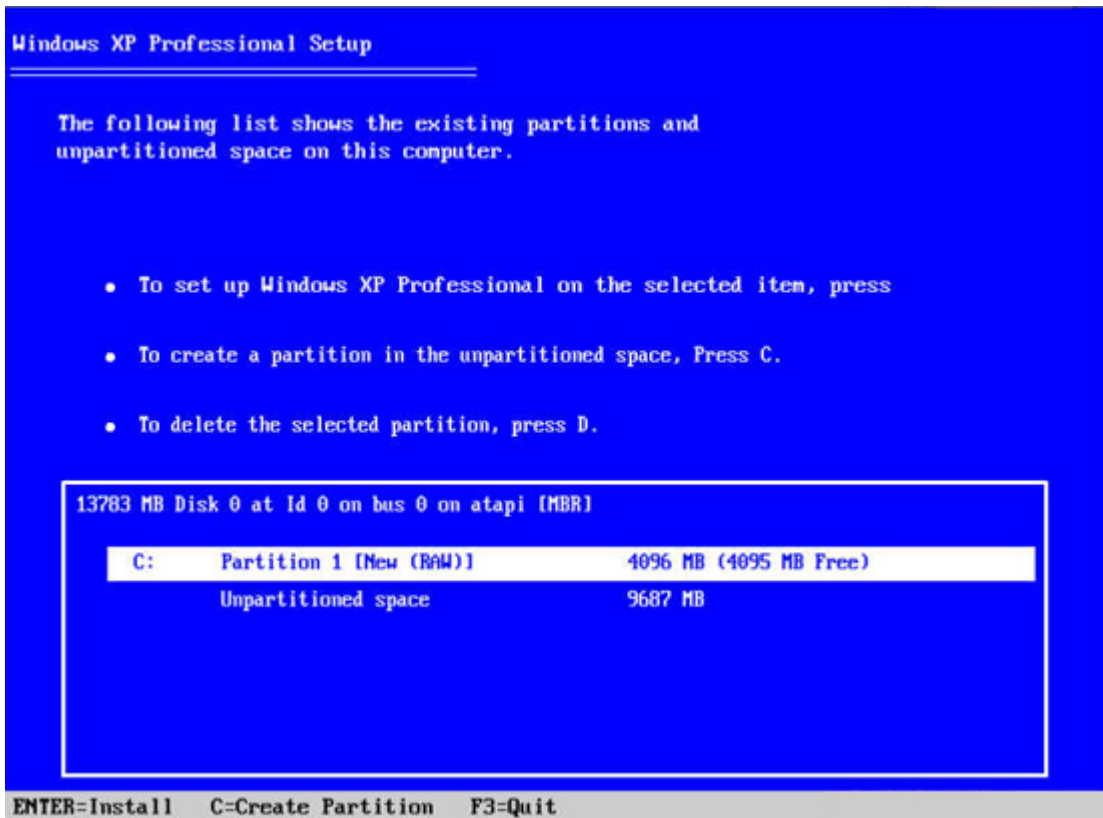 Windows XP Professional Setup
The following list shows the existing partitions and
unpartitioned space on this computer.
• To set up Windows XP Professional on the selected item, press
• To create a partition in the unpartitioned space, Press C.
• To delete the selected partition, press D.
13783 MB Disk 0 at Id 0 on bus 0 on atapi [MBR]
C: Partition 1 [New (RAW)] 4096 MB (4095 MB Free)
Unpartitioned space 9687 MB
ENTER=Install C=Create Partition F3=Quit